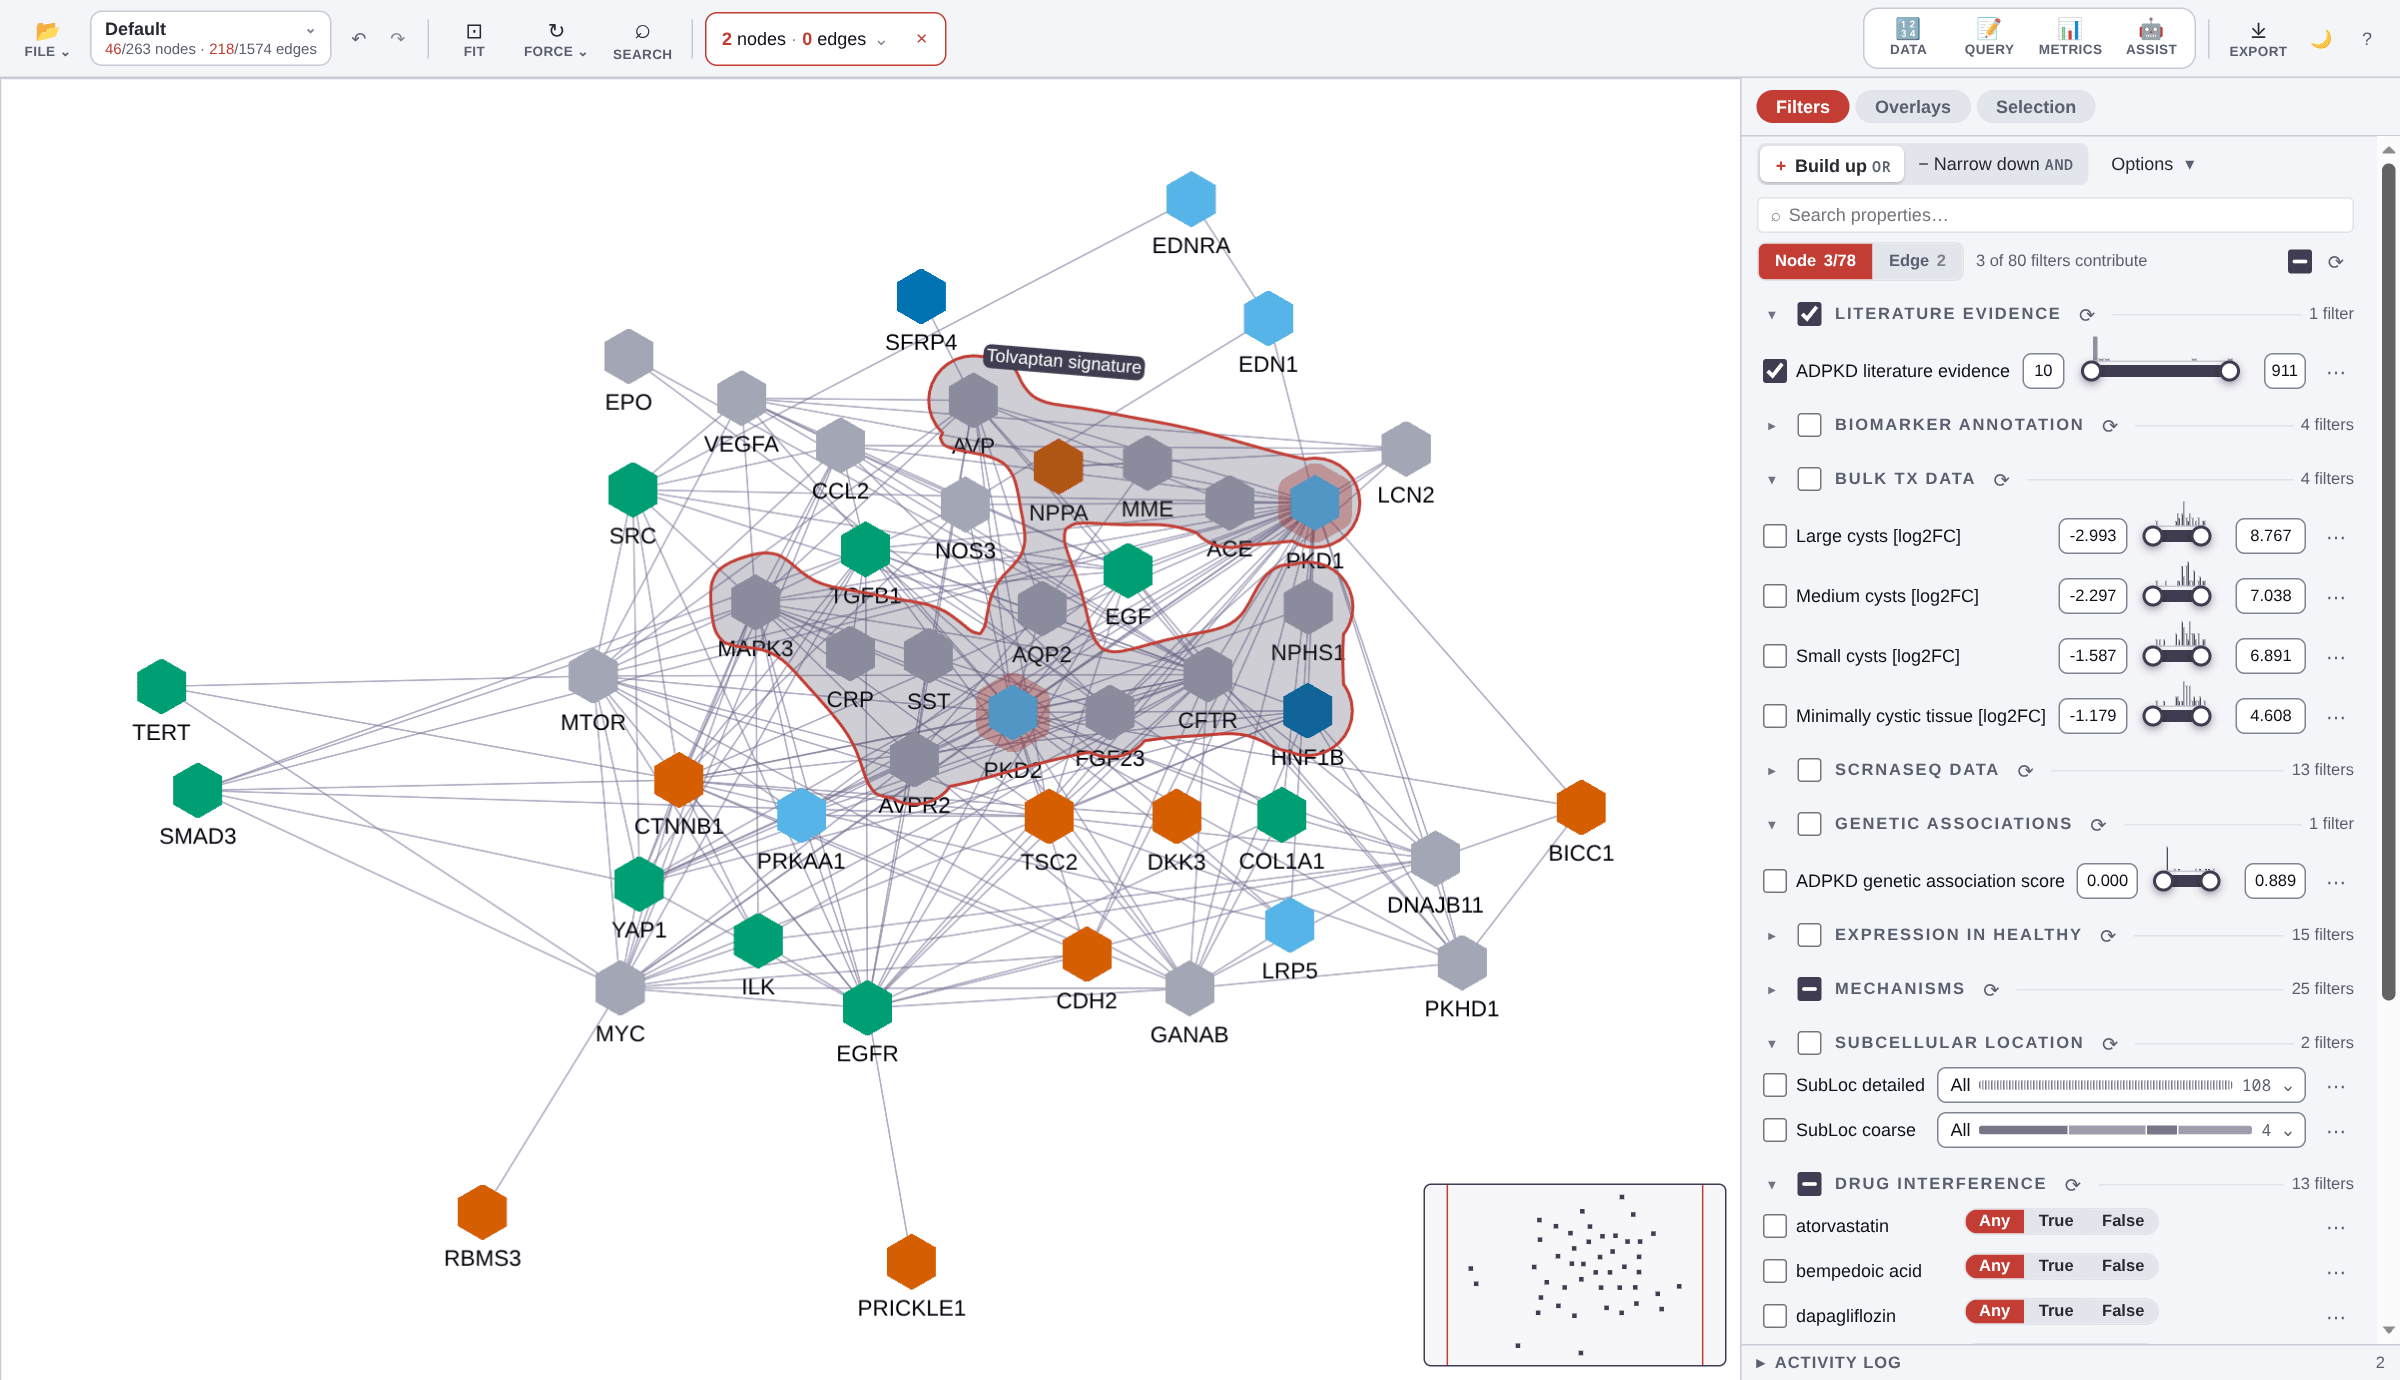 FILE
Default
46/263 nodes · 218/1574 edges
FIT
FORCE
SEARCH
2 nodes · 0 edges
DATA
QUERY
METRICS
ASSIST
EXPORT
?
EDNRA
SFRP4
EDN1
Tolvaptan signature
EPO
VEGFA
AVP
CCL2
LCN2
NPPA
MME
SRC
NOS3
ACE
PKD1
TGFB1
EGF
MAPK3
AQP2
NPHS1
CRP
SST
TERT
MTOR
CFTR
PKD2
FGF23
HNF1B
AVPR2
SMAD3
CTNNB1
PRKAA1
TSC2
DKK3
COL1A1
BICC1
DNAJB11
YAP1
ILK
LRP5
CDH2
PKHD1
MYC
GANAB
EGFR
RBMS3
PRICKLE1
Filters
Overlays
Selection
+ Build up OR
− Narrow down AND
Options
Search properties…
Node 3/78
Edge 2
3 of 80 filters contribute
LITERATURE EVIDENCE
1 filter
ADPKD literature evidence
10
911
BIOMARKER ANNOTATION
4 filters
BULK TX DATA
4 filters
Large cysts [log2FC]
-2.993
8.767
Medium cysts [log2FC]
-2.297
7.038
Small cysts [log2FC]
-1.587
6.891
Minimally cystic tissue [log2FC]
-1.179
4.608
SCRNASEQ DATA
13 filters
GENETIC ASSOCIATIONS
1 filter
ADPKD genetic association score
0.000
0.889
EXPRESSION IN HEALTHY
15 filters
MECHANISMS
25 filters
SUBCELLULAR LOCATION
2 filters
SubLoc detailed
All
108
SubLoc coarse
All
4
DRUG INTERFERENCE
13 filters
atorvastatin
Any True False
bempedoic acid
Any True False
dapagliflozin
Any True False
ACTIVITY LOG
2